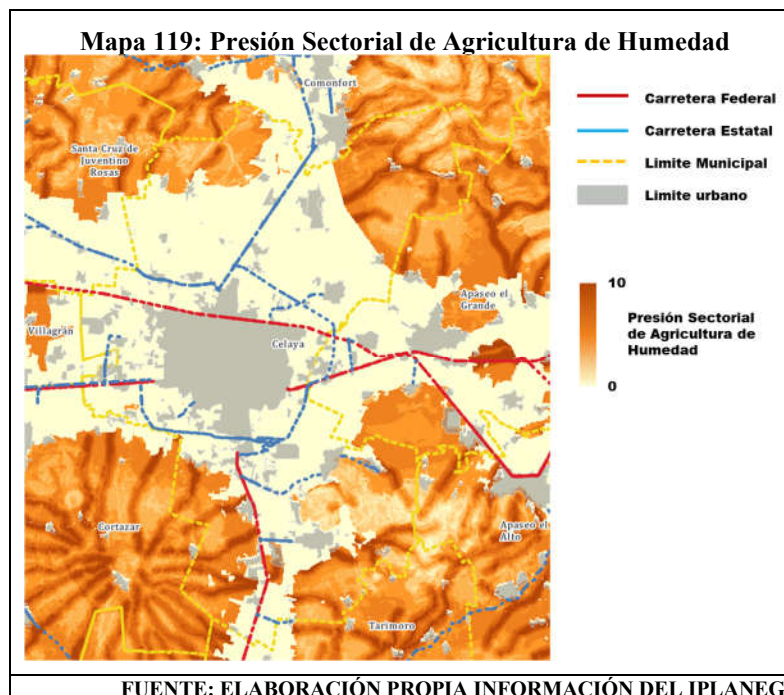 Mapa 119: Presión Sectorial de Agricultura de Humedad
Comonfort
Santa Cruz de
Juventino
Rosas
Apaseo el
Grande
Villagrán
Celaya
Cortazar
Apaseo el
Alto
Tarimoro
Carretera Federal
Carretera Estatal
Limite Municipal
Limite urbano
10
Presión Sectorial
de Agricultura de
Humedad
0
FUENTE: ELABORACIÓN PROPIA INFORMACIÓN DEL IPLANEG